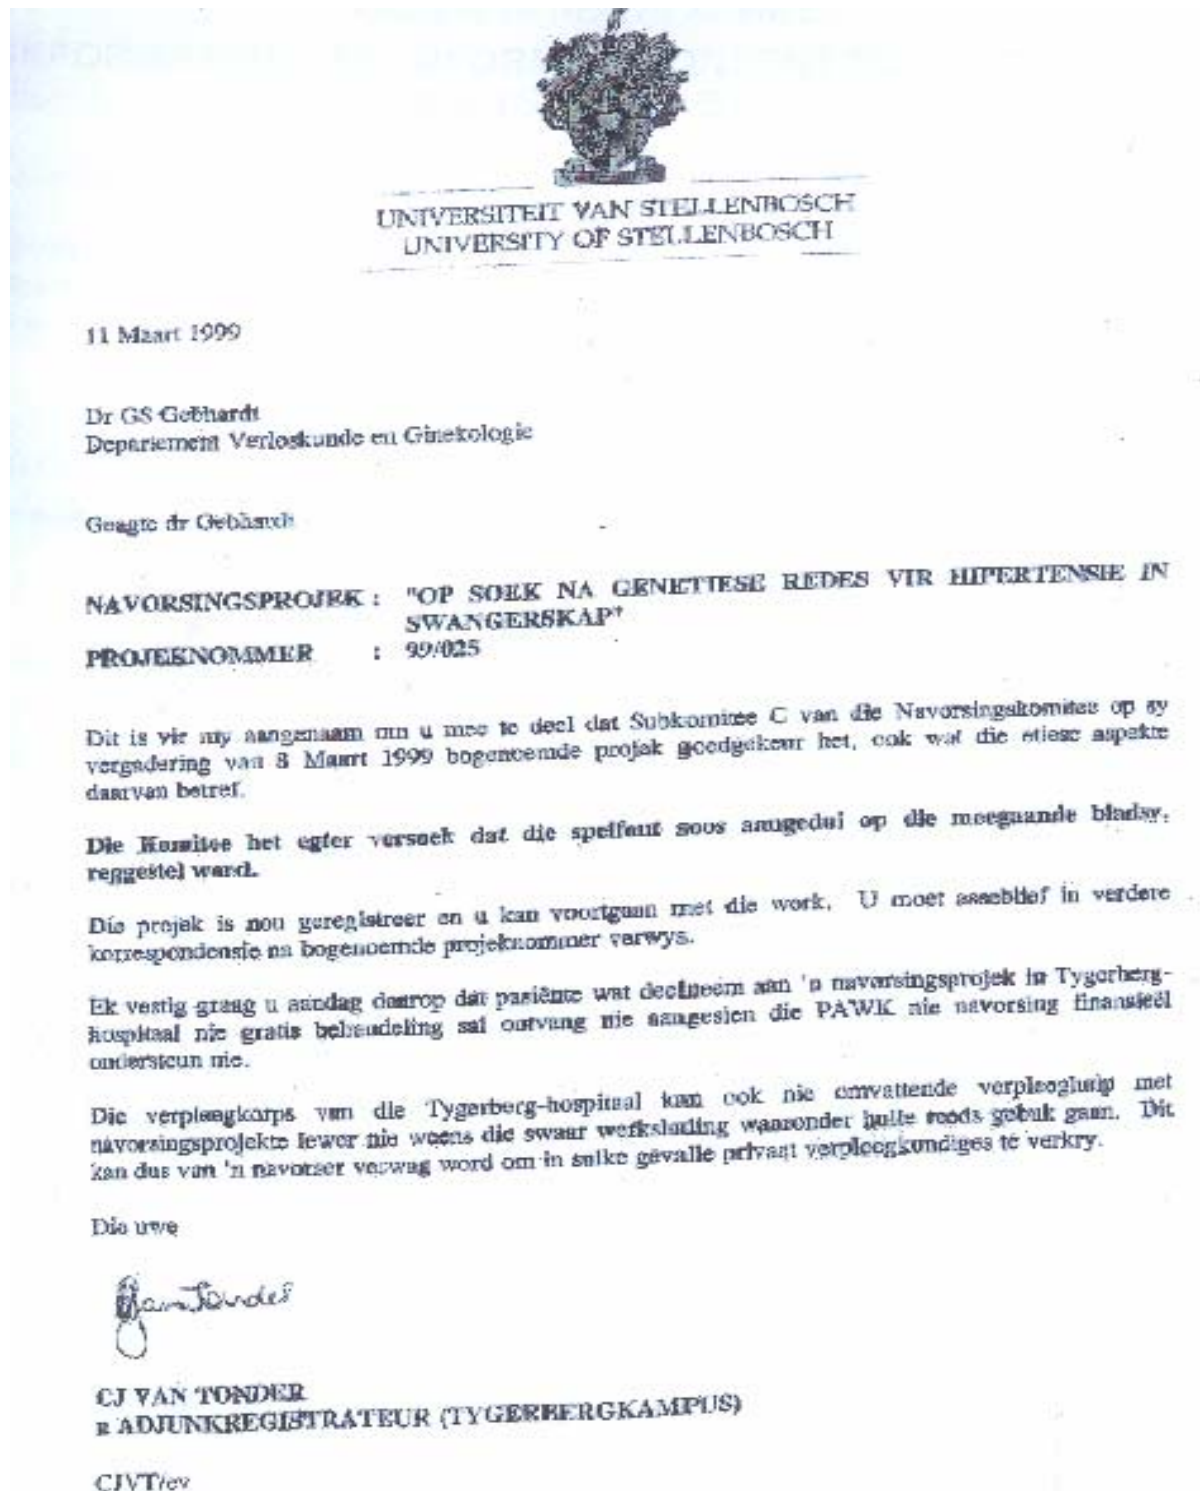 UNIVERSITEIT VAN STELLENBOSCH
UNIVERSITY OF STELLENBOSCH
11 Maart 1999
Dr GS Gebhardt
Departement Verloskunde en Ginekologie
Geagte dr Gebhardt
NAVORSINGSPROJEK : "OP SOEK NA GENETIESE REDES VIR HIPERTENSIE IN
SWANGERSKAP"
PROJEKNOMMER : 99/025
Dit is vir my aangenaam om u mee te deel dat Subkomitee C van die Navorsingskomitee op sy
vergadering van 8 Maart 1999 bogenoemde projek goedgekeur het, ook wat die etiese aspekte
daarvan betref.
Die Komitee het egter versoek dat die spelfout soos aangedui op die meegaande bladsy,
reggestel word.
Die projek is nou geregistreer en u kan voortgaan met die work. U moet asseblief in verdere
korrespondensie na bogenoemde projeknommer verwys.
Ek vestig graag u aandag daarop dat pasiënte wat deelneem aan 'n navorsingsprojek in Tygerberg-
hospitaal nie gratis behandeling sal ontvang nie aangesien die PAWK nie navorsing finansieël
ondersteun nie.
Die verpleegkorps van die Tygerberg-hospitaal kan ook nie omvattende verpleeghulp met
navorsingsprojekte lewer nie weens die swaar werkslading waaronder hulle reeds gebuk gaan. Dit
kan dus van 'n navorser verwag word om in sulke gevalle privaat verpleegkundiges te verkry.
Die uwe
CJ VAN TONDER
ADJUNKREGISTRATEUR (TYGERBERGKAMPUS)
CJVT/ev